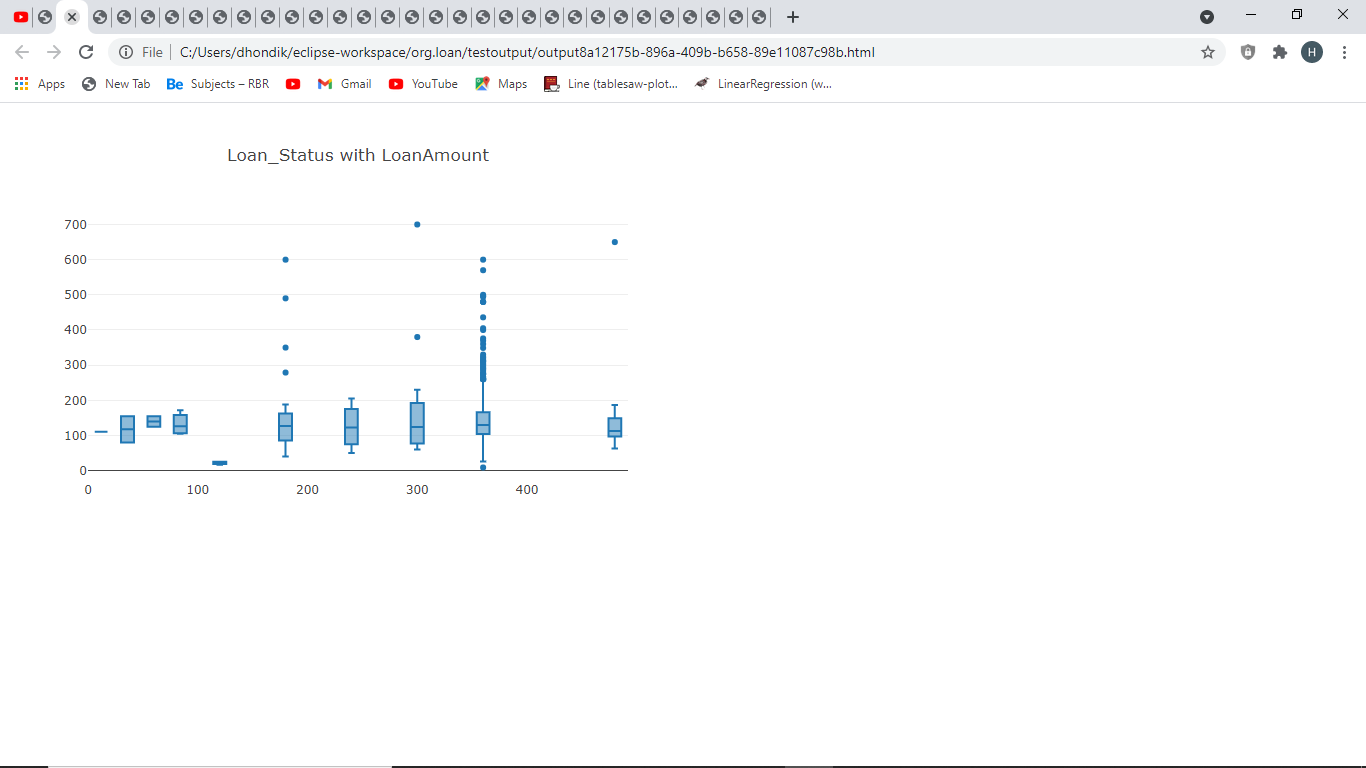 File C:/Users/dhondik/eclipse-workspace/org.loan/testoutput/output8a12175b-896a-409b-b658-89e11087c98b.html H
Apps New Tab Be Subjects – RBR Gmail YouTube Maps Line (tablesaw-plot... LinearRegression (w...
Loan_Status with LoanAmount
700
600
500
400
300
200
100
0
0 100 200 300 400